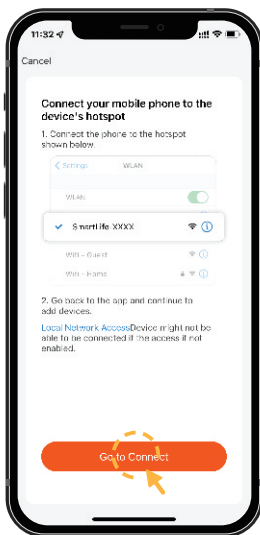 11:32
Cancel
Connect your mobile phone to the
device's hotspot
1. Connect the phone to the hotspot
shown below.
Settings WLAN
WLAN
SmartLife-XXXX
Wifi - Guest
Wifi - Home
2. Go back to the app and continue to
add devices.
Local Network AccessDevice might not be
able to be connected if the access if not
enabled.
Go to Connect